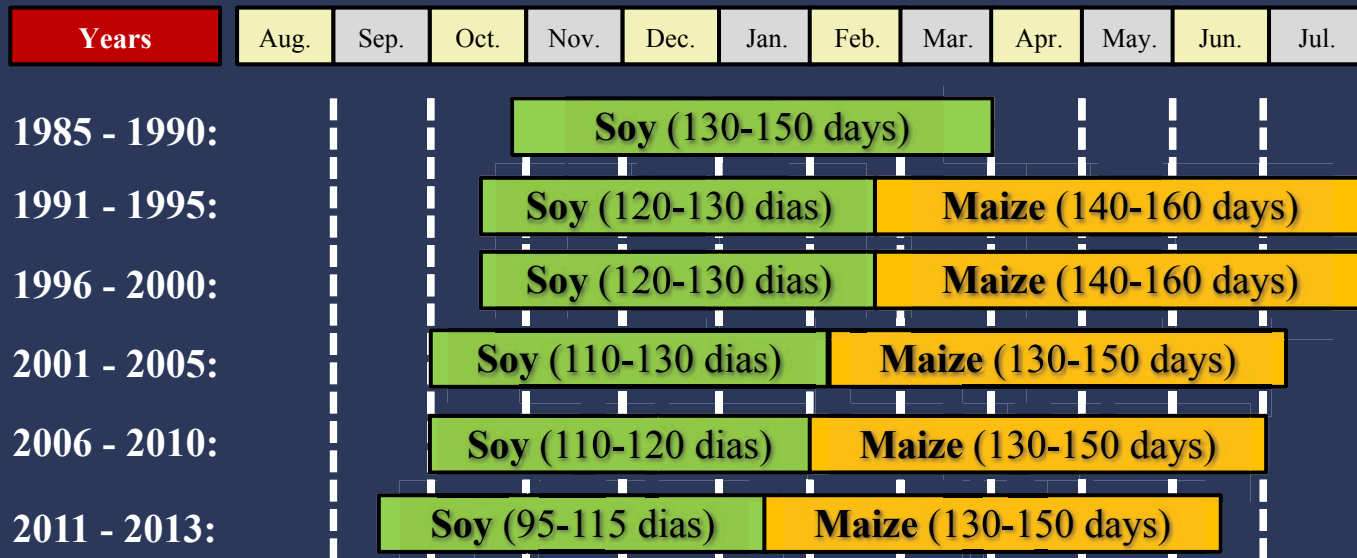 Years Aug. Sep. Oct. Nov. Dec. Jan. Feb. Mar. Apr. May. Jun. Jul.
1985 - 1990: Soy (130-150 days)
1991 - 1995: Soy (120-130 dias) Maize (140-160 days)
1996 - 2000: Soy (120-130 dias) Maize (140-160 days)
2001 - 2005: Soy (110-130 dias) Maize (130-150 days)
2006 - 2010: Soy (110-120 dias) Maize (130-150 days)
2011 - 2013: Soy (95-115 dias) Maize (130-150 days)